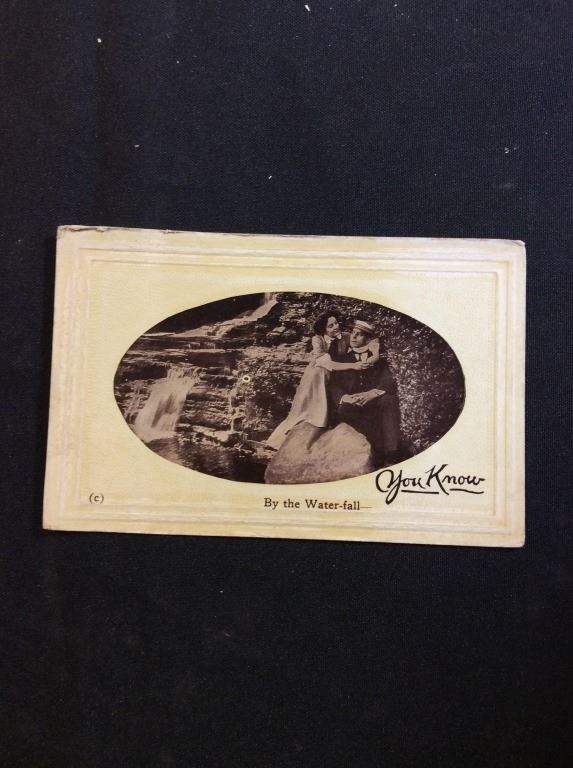 (c)
By the Water-fall—
You Know